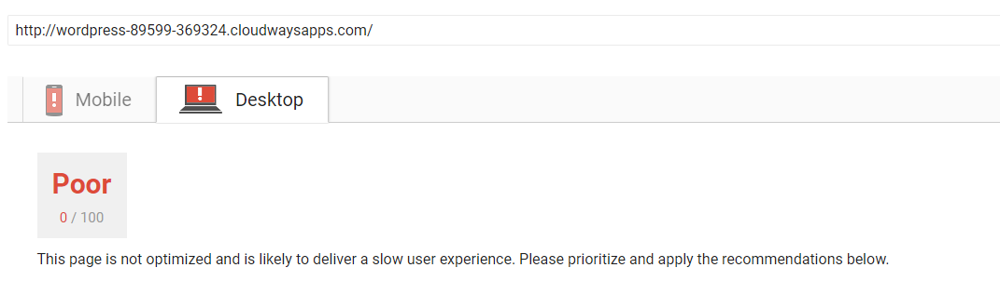 http://wordpress-89599-369324.cloudwaysapps.com/
Mobile
Desktop
Poor
0 / 100
This page is not optimized and is likely to deliver a slow user experience. Please prioritize and apply the recommendations below.